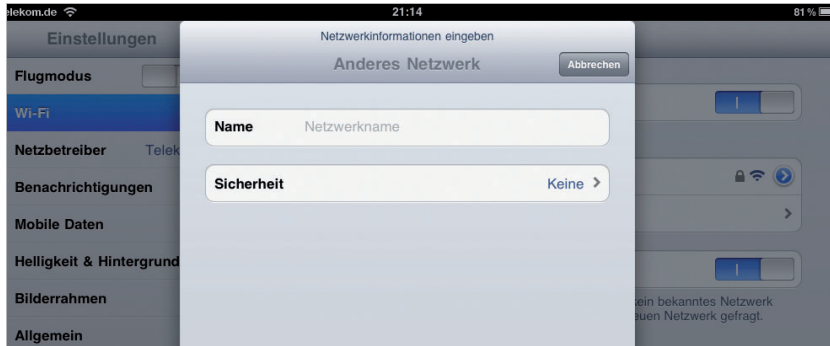 elekom.de 21:14 81 %
Netzwerkinformationen eingeben
Anderes Netzwerk
Abbrechen
Name Netzwerkname
Sicherheit Keine
Einstellungen
Flugmodus
Wi-Fi
Netzbetreiber Telek
Benachrichtigungen
Mobile Daten
Helligkeit & Hintergrund
Bilderrahmen
Allgemein
kein bekanntes Netzwerk
euen Netzwerk gefragt.